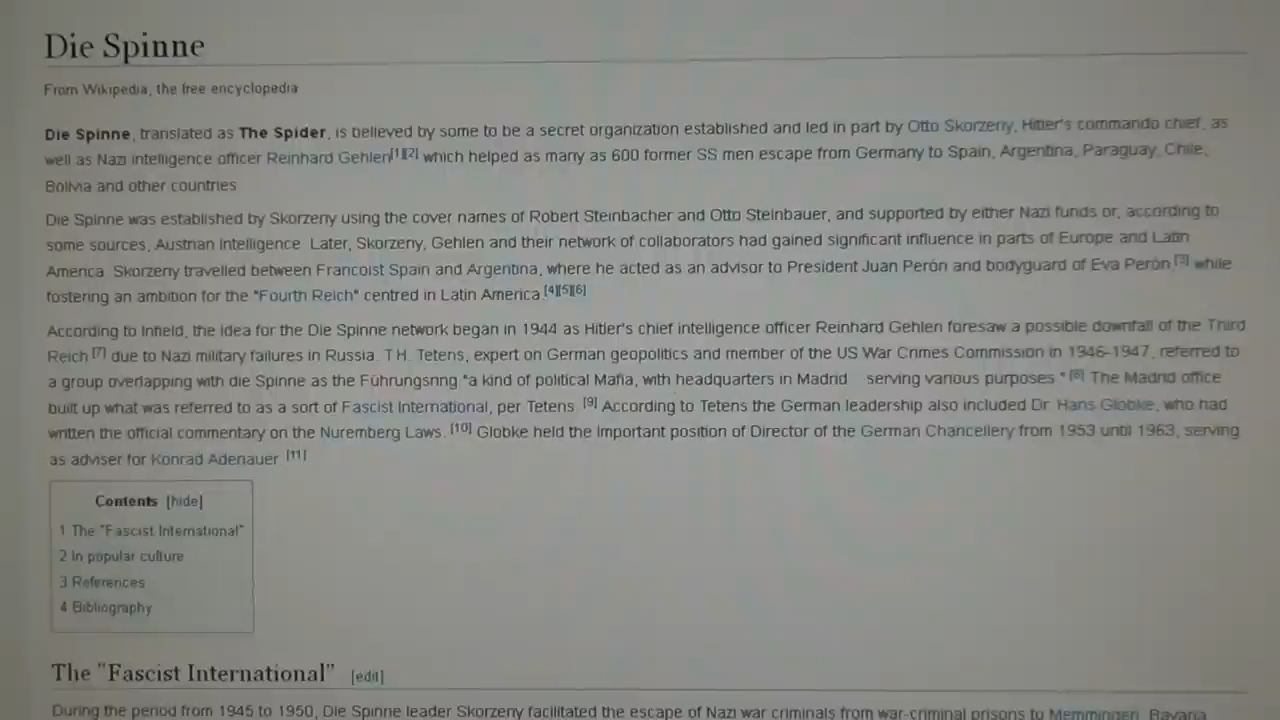 Die Spinne
From Wikipedia, the free encyclopedia
Die Spinne, translated as The Spider, is believed by some to be a secret organization established and led in part by Otto Skorzeny, Hitler's commando chief, as
well as Nazi intelligence officer Reinhard Gehlen[1][2] which helped as many as 600 former SS men escape from Germany to Spain, Argentina, Paraguay, Chile,
Bolivia and other countries
Die Spinne was established by Skorzeny using the cover names of Robert Steinbacher and Otto Steinbauer, and supported by either Nazi funds or, according to
some sources, Austrian Intelligence. Later, Skorzeny, Gehlen and their network of collaborators had gained significant influence in parts of Europe and Latin
America. Skorzeny travelled between Francoist Spain and Argentina, where he acted as an advisor to President Juan Perón and bodyguard of Eva Perón,[3] while
fostering an ambition for the "Fourth Reich" centred in Latin America.[4][5][6]
According to Infield, the idea for the Die Spinne network began in 1944 as Hitler's chief intelligence officer Reinhard Gehlen foresaw a possible downfall of the Third
Reich [7] due to Nazi military failures in Russia. T.H. Tetens, expert on German geopolitics and member of the US War Crimes Commission in 1946–1947, referred to
a group overlapping with die Spinne as the Führungsring "a kind of political Mafia, with headquarters in Madrid serving various purposes." [8] The Madrid office
built up what was referred to as a sort of Fascist International, per Tetens. [9] According to Tetens the German leadership also included Dr. Hans Globke, who had
written the official commentary on the Nuremberg Laws. [10] Globke held the important position of Director of the German Chancellery from 1953 until 1963, serving
as adviser for Konrad Adenauer. [11]
Contents [hide]
1 The "Fascist International"
2 In popular culture
3 References
4 Bibliography
The "Fascist International" [edit]
During the period from 1945 to 1950, Die Spinne leader Skorzeny facilitated the escape of Nazi war criminals from war-criminal prisons to Memmingen, Bavaria,